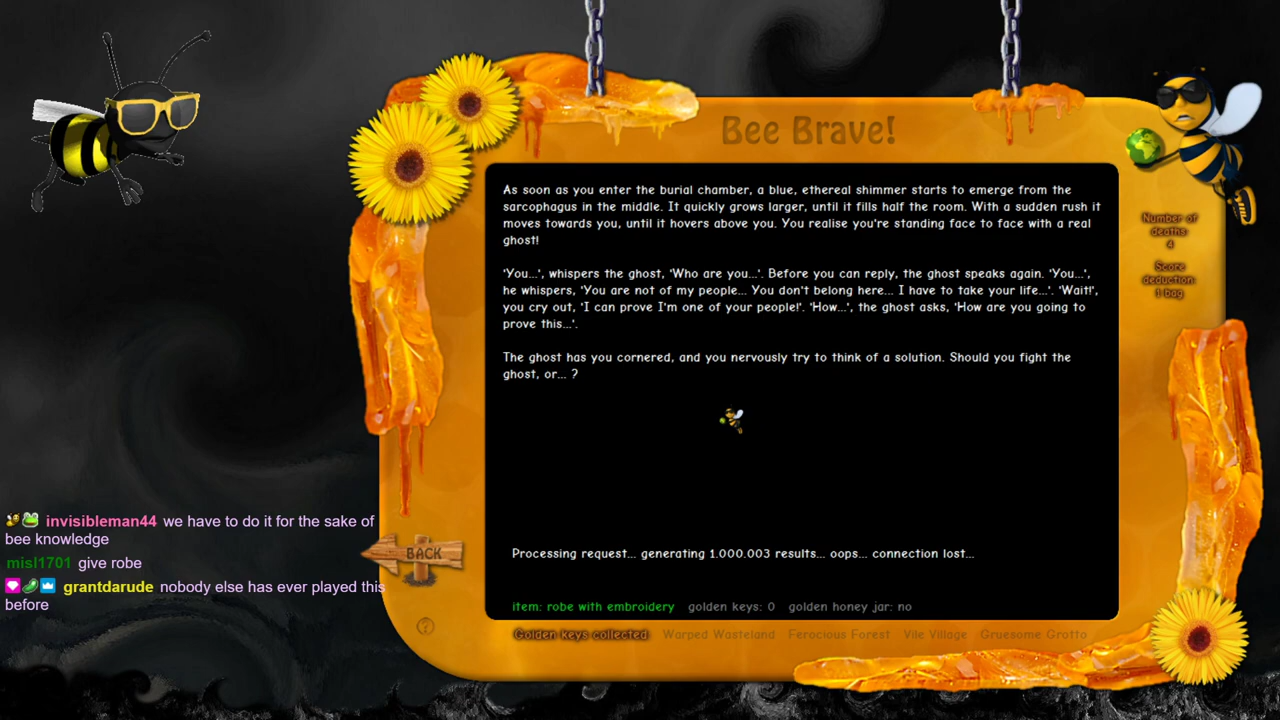 Bee Brave!
As soon as you enter the burial chamber, a blue, ethereal shimmer starts to emerge from the
sarcophagus in the middle. It quickly grows larger, until it fills half the room. With a sudden rush it
moves towards you, until it hovers above you. You realise you're standing face to face with a real
ghost!
'You...', whispers the ghost, 'Who are you...'. Before you can reply, the ghost speaks again. 'You...',
he whispers, 'You are not of my people... You don't belong here... I have to take your life...'. 'Wait!',
you cry out, 'I can prove I'm one of your people!'. 'How...', the ghost asks, 'How are you going to
prove this...'.
The ghost has you cornered, and you nervously try to think of a solution. Should you fight the
ghost, or... ?
Processing request... generating 1.000.003 results... oops... connection lost...
item: robe with embroidery golden keys: 0 golden honey jar: no
Golden keys collected Warped Wasteland Ferocious Forest Vile Village Gruesome Grotto
Number of
deaths:
4
Score
deduction:
1 bag
BACK
?
invisibleman44 we have to do it for the sake of
bee knowledge
misl1701 give robe
grantdarude nobody else has ever played this
before